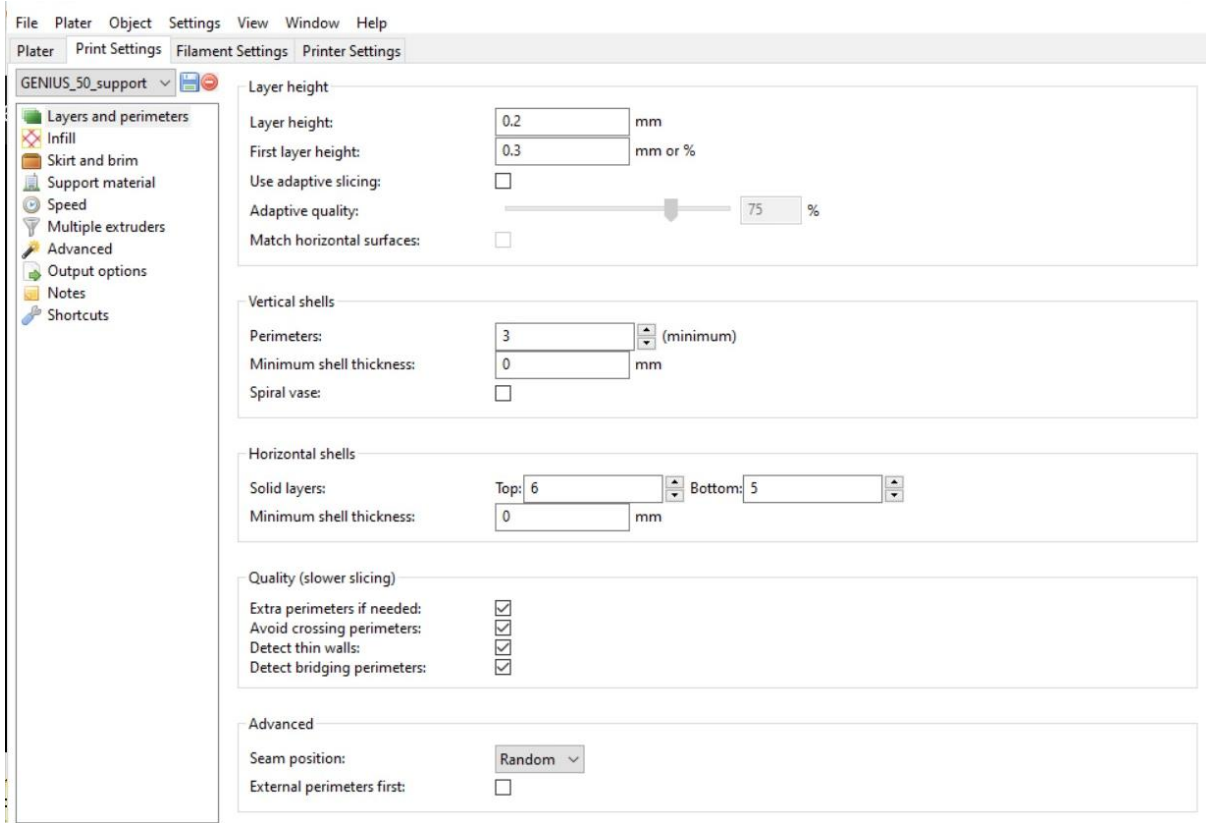 File Plater Object Settings View Window Help
Plater Print Settings Filament Settings Printer Settings
GENIUS_50_support
Layers and perimeters
Infill
Skirt and brim
Support material
Speed
Multiple extruders
Advanced
Output options
Notes
Shortcuts
Layer height
Layer height: 0.2 mm
First layer height: 0.3 mm or %
Use adaptive slicing:
Adaptive quality: 75 %
Match horizontal surfaces:
Vertical shells
Perimeters: 3 (minimum)
Minimum shell thickness: 0 mm
Spiral vase:
Horizontal shells
Solid layers: Top: 6 Bottom: 5
Minimum shell thickness: 0 mm
Quality (slower slicing)
Extra perimeters if needed:
Avoid crossing perimeters:
Detect thin walls:
Detect bridging perimeters:
Advanced
Seam position: Random
External perimeters first: